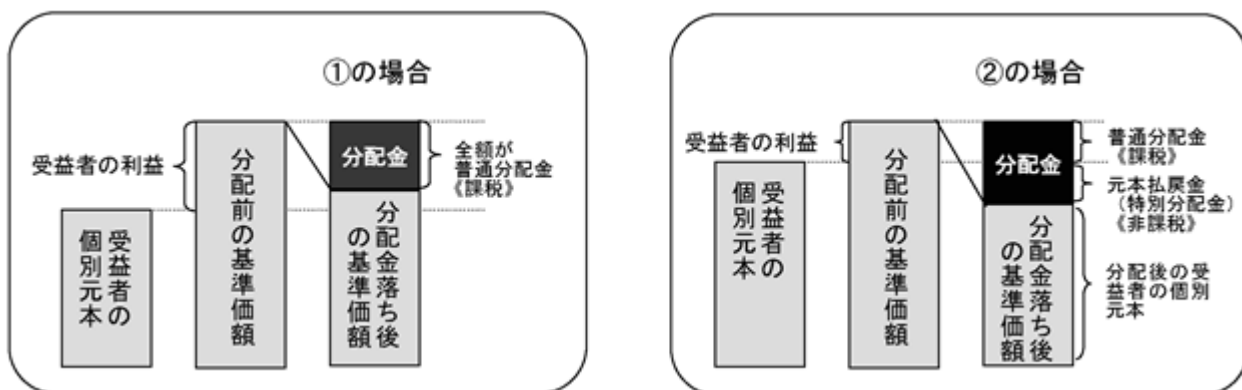 ①の場合
受益者の利益
受益者の
個別元本
分配前の基準価額
分配金
全額が
普通分配金
《課税》
分配金落ち後
の基準価額
②の場合
受益者の利益
受益者の
個別元本
分配前の基準価額
分配金
普通分配金
《課税》
元本払戻金
(特別分配金)
《非課税》
分配金落ち後
の基準価額
分配後の受
益者の個別
元本